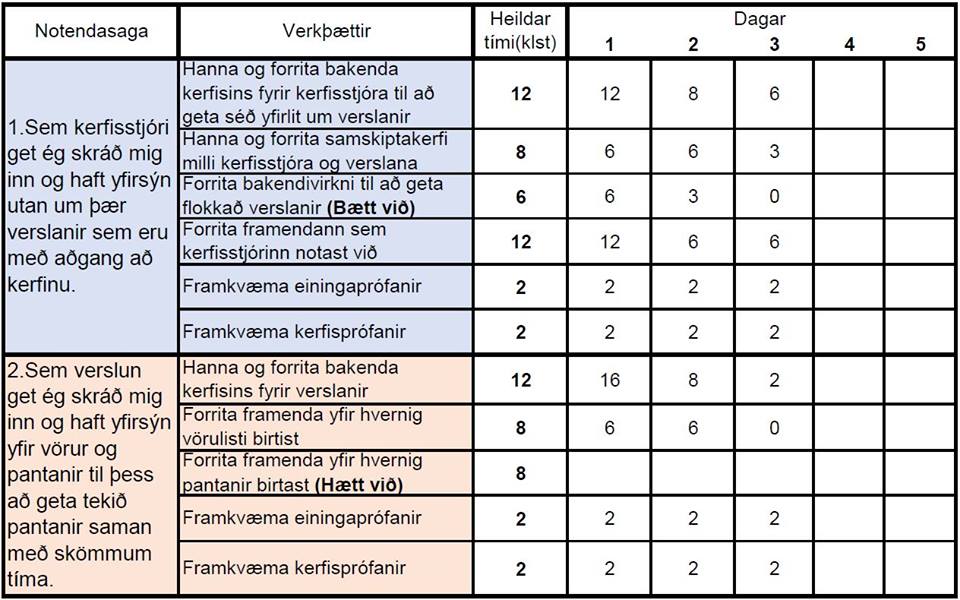 Notendasaga
Verkþættir
Heildar
tími(klst)
Dagar
1 2 3 4 5
1.Sem kerfisstjóri
get ég skráð mig
inn og haft yfirsýn
utan um þær
verslanir sem eru
með aðgang að
kerfinu.
Hanna og forrita bakenda
kerfisins fyrir kerfisstjóra til að
geta séð yfirlit um verslanir
12 12 8 6
Hanna og forrita samskiptakerfi
milli kerfisstjóra og verslana
8 6 6 3
Forrita bakendivirkni til að geta
flokkað verslanir (Bætt við)
6 6 3 0
Forrita framendann sem
kerfisstjórinn notast við
12 12 6 6
Framkvæma einingaprófanir
2 2 2 2
Framkvæma kerfisprófanir
2 2 2 2
2.Sem verslun
get ég skráð mig
inn og haft yfirsýn
yfir vörur og
pantanir til þess
að geta tekið
pantanir saman
með skömmum
tíma.
Hanna og forrita bakenda
kerfisins fyrir verslanir
12 16 8 2
Forrita framenda yfir hvernig
vörulisti birtist
8 6 6 0
Forrita framenda yfir hvernig
pantanir birtast (Hætt við)
8
Framkvæma einingaprófanir
2 2 2 2
Framkvæma kerfisprófanir
2 2 2 2